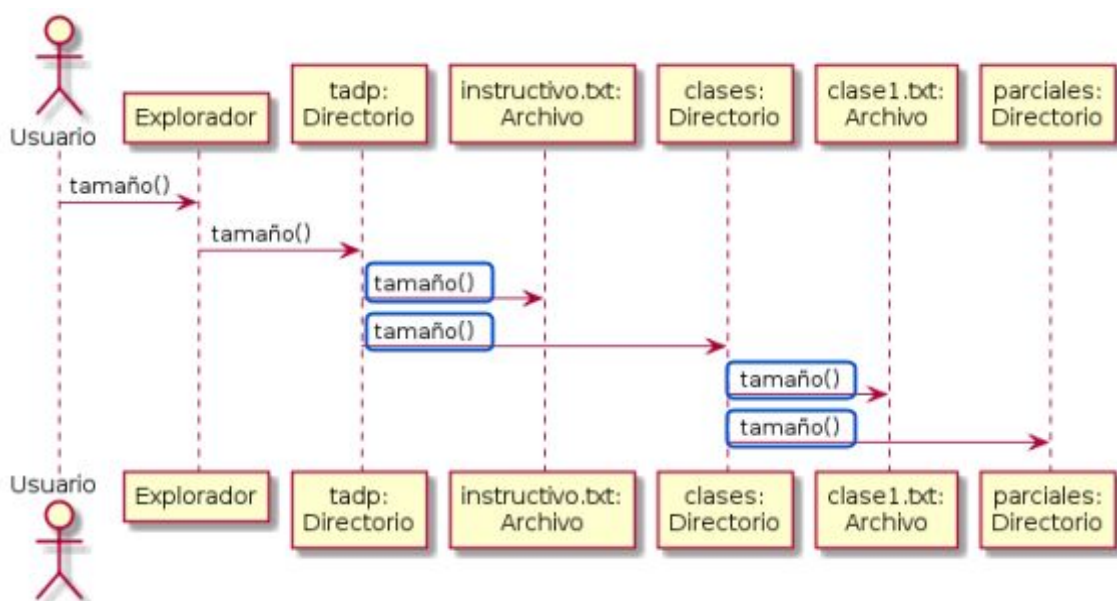 Usuario
Explorador
tadp:
Directorio
instructivo.txt:
Archivo
clases:
Directorio
clase1.txt:
Archivo
parciales:
Directorio
tamaño()
tamaño()
tamaño()
tamaño()
tamaño()
tamaño()
Usuario
Explorador
tadp:
Directorio
instructivo.txt:
Archivo
clases:
Directorio
clase1.txt:
Archivo
parciales:
Directorio